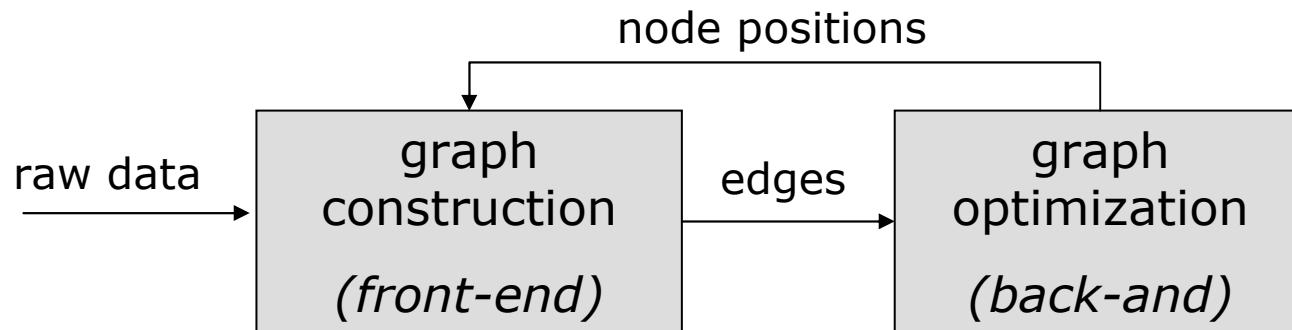 node positions
raw data
graph
construction
(front-end)
edges
graph
optimization
(back-and)